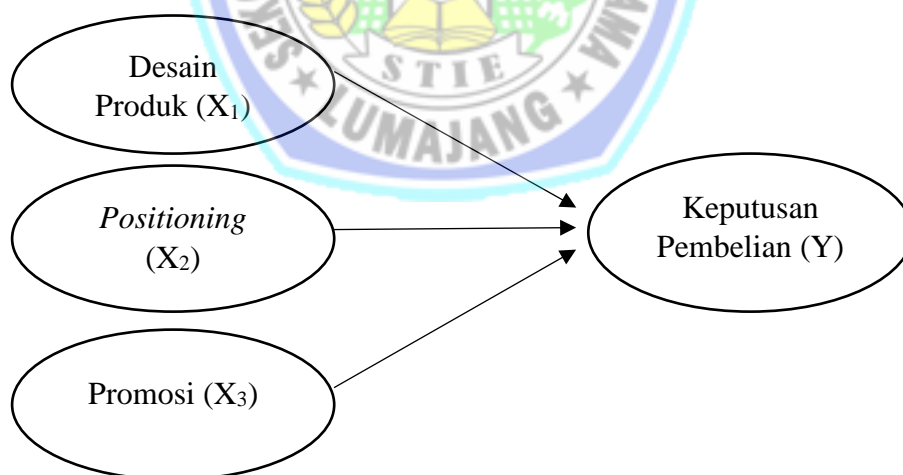 Desain
Produk (X₁)
Positioning
(X₂)
Promosi (X₃)
Keputusan
Pembelian (Y)
STIE
LUMAJANG